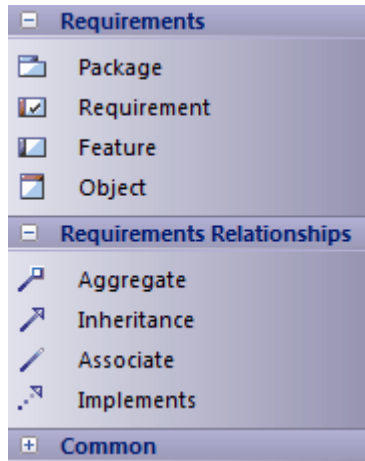 Requirements
Package
Requirement
Feature
Object
Requirements Relationships
Aggregate
Inheritance
Associate
Implements
Common